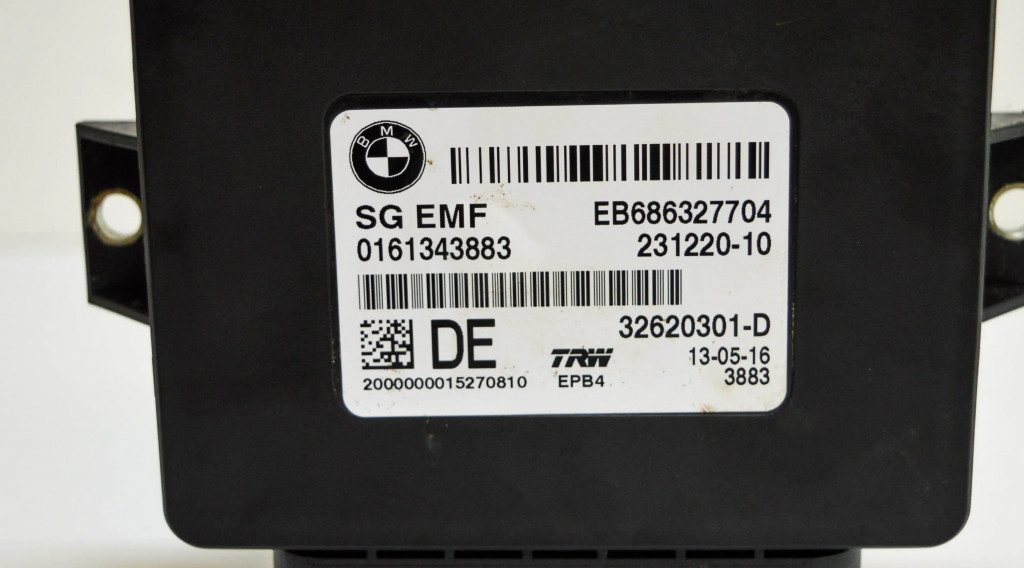 BMW
SG EMF
EB686327704
0161343883
231220-10
32620301-D
DE
TRW
13-05-16
2000000015270810
EPB4
3883